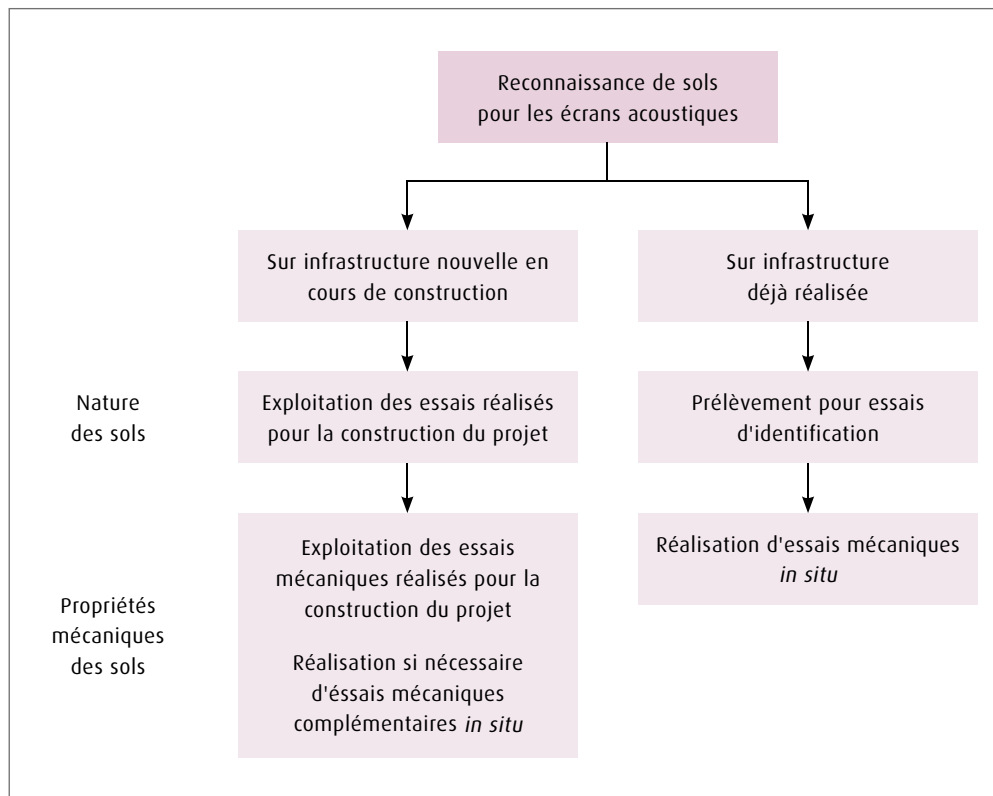 Reconnaissance de sols
pour les écrans acoustiques
Sur infrastructure nouvelle en
cours de construction
Sur infrastructure
déjà réalisée
Nature
des sols
Exploitation des essais réalisés
pour la construction du projet
Prélèvement pour essais
d'identification
Propriétés
mécaniques
des sols
Exploitation des essais
mécaniques réalisés pour la
construction du projet
Réalisation si nécessaire
d'éssais mécaniques
complémentaires in situ
Réalisation d'essais mécaniques
in situ